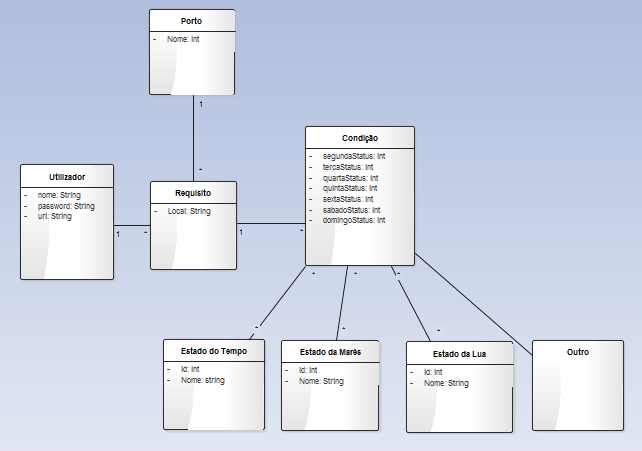 Porto
- Nome: Int
1
-
Utilizador
- nome: String
- password: String
- url: String
1
-
Requisito
- Local: String
1
-
Condição
- segundaStatus: Int
- tercaStatus: Int
- quartaStatus: Int
- quintaStatus: Int
- sextaStatus: Int
- sabadoStatus: Int
- domingoStatus: Int
- - -
- - -
Estado do Tempo
- Id: Int
- Nome: string
Estado da Marés
- Id: Int
- Nome: String
Estado da Lua
- Id: Int
- Nome: String
Outro